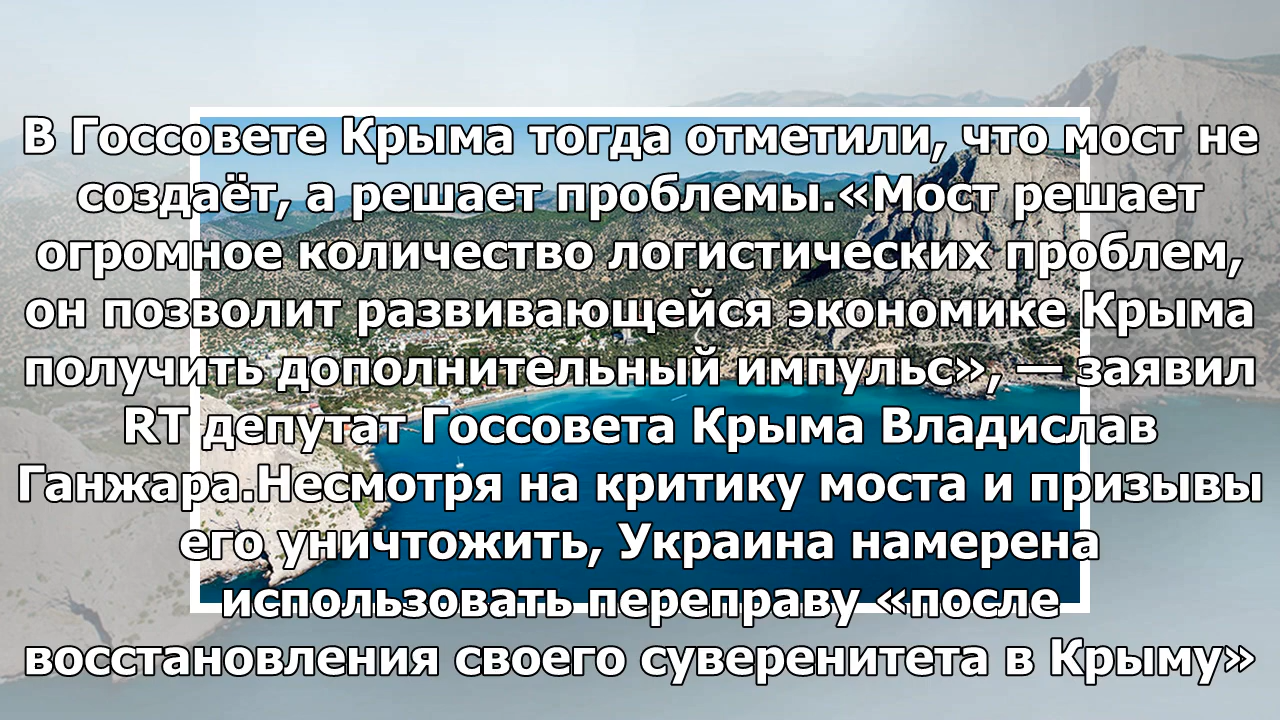 В Госсовете Крыма тогда отметили, что мост не
создаёт, а решает проблемы.«Мост решает
огромное количество логистических проблем,
он позволит развивающейся экономике Крыма
получить дополнительный импульс», — заявил
RT депутат Госсовета Крыма Владислав
Ганжара.Несмотря на критику моста и призывы
его уничтожить, Украина намерена
использовать переправу «после
восстановления своего суверенитета в Крыму»